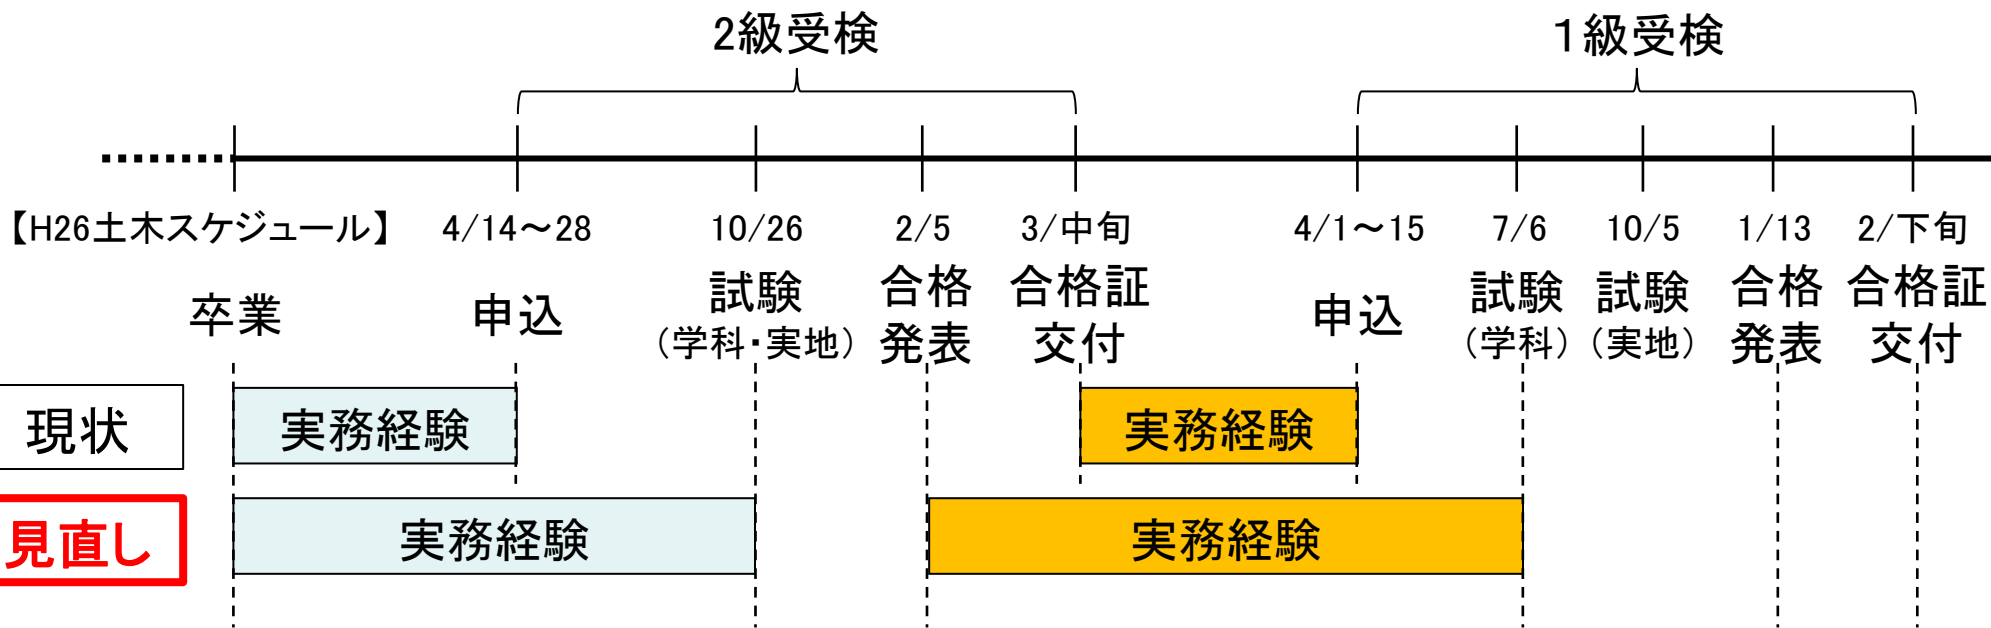 2級受検
1級受検
【H26土木スケジュール】 4/14～28 10/26 2/5 3/中旬 4/1～15 7/6 10/5 1/13 2/下旬
卒業
申込
試験
(学科・実地)
合格
発表
合格証
交付
申込
試験
(学科)
試験
(実地)
合格
発表
合格証
交付
現状
実務経験
実務経験
見直し
実務経験
実務経験